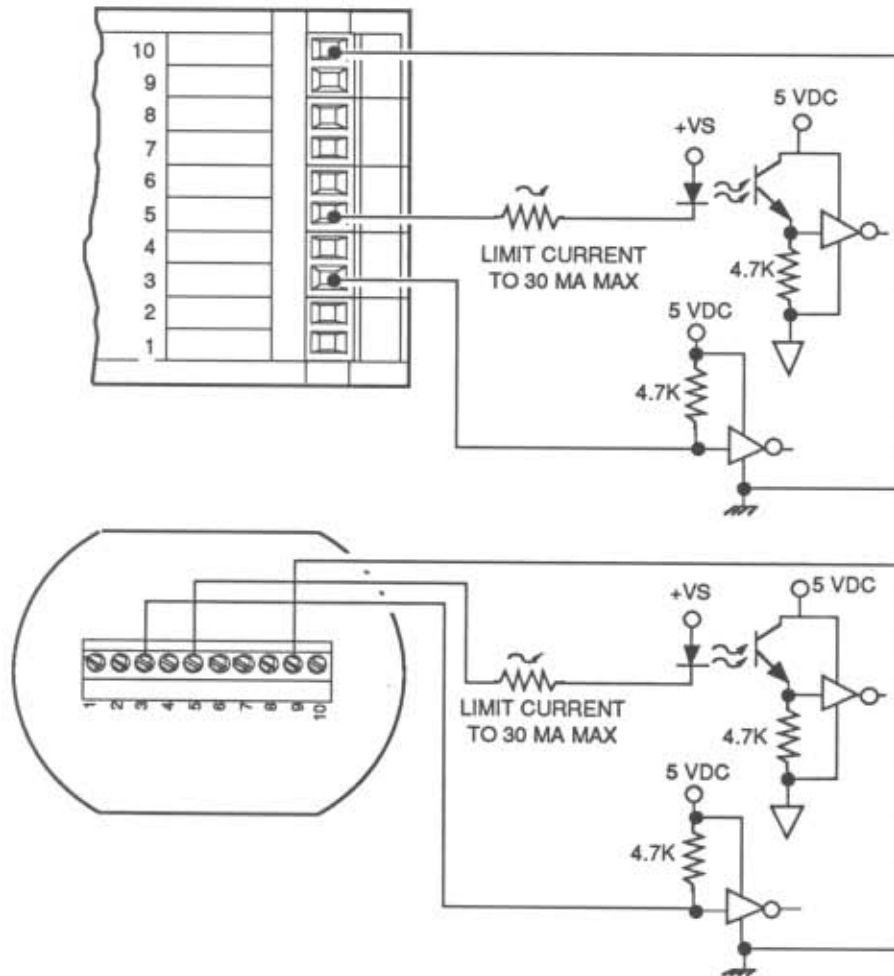 10
9
8
7
6
5
4
3
2
1
5 VDC
+VS
LIMIT CURRENT
TO 30 MA MAX
4.7K
5 VDC
4.7K
5 VDC
+VS
1 2 3 4 5 6 7 8 9 10
LIMIT CURRENT
TO 30 MA MAX
4.7K
5 VDC
4.7K